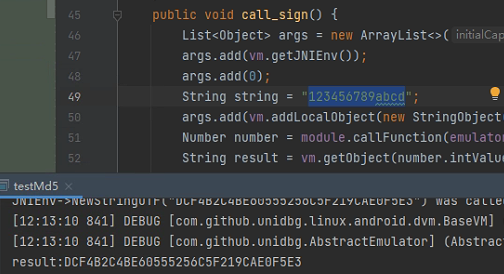 45 public void call_sign() {
46 List<Object> args = new ArrayList<>( initialCap
47 args.add(vm.getJNIEnv());
48 args.add(0);
49 String string = "123456789abcd";
50 args.add(vm.addLocalObject(new StringObject(
51 Number number = module.callFunction(emulator
52 String result = vm.getObject(number.intValue
testMd5 ×
JNIEnv->NewStringUTF("DCF4B2C4BE60555256C5F219CAE0F5E3") was called
[12:13:10 841] DEBUG [com.github.unidbg.linux.android.dvm.BaseVM]
[12:13:10 841] DEBUG [com.github.unidbg.AbstractEmulator] (Abstrac
result:DCF4B2C4BE60555256C5F219CAE0F5E3